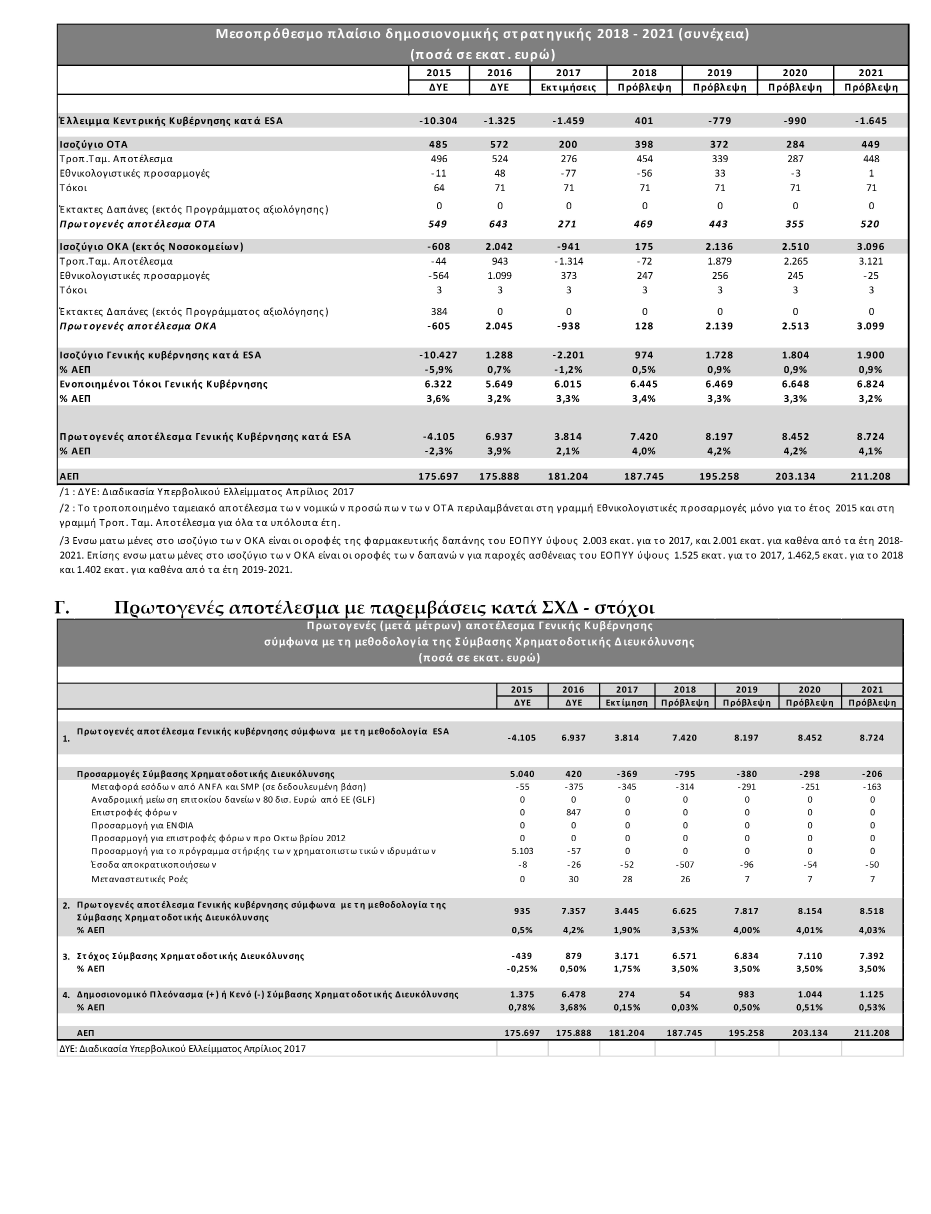 Μεσοπρόθεσμο πλαίσιο δημοσιονομικής στρατηγικής 2018 - 2021 (συνέχεια)
(ποσά σε εκατ. ευρώ)
2015 2016 2017 2018 2019 2020 2021
ΔΥΕ ΔΥΕ Εκτιμήσεις Πρόβλεψη Πρόβλεψη Πρόβλεψη Πρόβλεψη
Έλλειμμα Κεντρικής Κυβέρνησης κατά ESA -10.304 -1.325 -1.459 401 -779 -990 -1.645
Ισοζύγιο ΟΤΑ 485 572 200 398 372 284 449
Τροπ.Ταμ. Αποτέλεσμα 496 524 276 454 339 287 448
Εθνικολογιστικές προσαρμογές -11 48 -77 -56 33 -3 1
Τόκοι 64 71 71 71 71 71 71
Έκτακτες Δαπάνες (εκτός Προγράμματος αξιολόγησης) 0 0 0 0 0 0 0
Πρωτογενές αποτέλεσμα ΟΤΑ 549 643 271 469 443 355 520
Ισοζύγιο ΟΚΑ (εκτός Νοσοκομείων) -608 2.042 -941 175 2.136 2.510 3.096
Τροπ.Ταμ. Αποτέλεσμα -44 943 -1.314 -72 1.879 2.265 3.121
Εθνικολογιστικές προσαρμογές -564 1.099 373 247 256 245 -25
Τόκοι 3 3 3 3 3 3 3
Έκτακτες Δαπάνες (εκτός Προγράμματος αξιολόγησης) 384 0 0 0 0 0 0
Πρωτογενές αποτέλεσμα ΟΚΑ -605 2.045 -938 128 2.139 2.513 3.099
Ισοζύγιο Γενικής κυβέρνησης κατά ESA -10.427 1.288 -2.201 974 1.728 1.804 1.900
% ΑΕΠ -5,9% 0,7% -1,2% 0,5% 0,9% 0,9% 0,9%
Ενοποιημένοι Τόκοι Γενικής Κυβέρνησης 6.322 5.649 6.015 6.445 6.469 6.648 6.824
% ΑΕΠ 3,6% 3,2% 3,3% 3,4% 3,3% 3,3% 3,2%
Πρωτογενές αποτέλεσμα Γενικής Κυβέρνησης κατά ESA -4.105 6.937 3.814 7.420 8.197 8.452 8.724
% ΑΕΠ -2,3% 3,9% 2,1% 4,0% 4,2% 4,2% 4,1%
ΑΕΠ 175.697 175.888 181.204 187.745 195.258 203.134 211.208
/1 : ΔΥΕ: Διαδικασία Υπερβολικού Ελλείμματος Απρίλιος 2017
/2 : Το τροποποιημένο ταμειακό αποτέλεσμα των νομικών προσώπων των ΟΤΑ περιλαμβάνεται στη γραμμή Εθνικολογιστικές προσαρμογές μόνο για το έτος 2015 και στη
γραμμή Τροπ. Ταμ. Αποτέλεσμα για όλα τα υπόλοιπα έτη.
/3 Ενσωματωμένες στο ισοζύγιο των ΟΚΑ είναι οι οροφές της φαρμακευτικής δαπάνης του ΕΟΠΥΥ ύψους 2.003 εκατ. για το 2017, και 2.001 εκατ. για καθένα από τα έτη 2018-
2021. Επίσης ενσωματωμένες στο ισοζύγιο των ΟΚΑ είναι οι οροφές των δαπανών για παροχές ασθένειας του ΕΟΠΥΥ ύψους 1.525 εκατ. για το 2017, 1.462,5 εκατ. για το 2018
και 1.402 εκατ. για καθένα από τα έτη 2019-2021.
Γ. Πρωτογενές αποτέλεσμα με παρεμβάσεις κατά ΣΧΔ - στόχοι
Πρωτογενές (μετά μέτρων) αποτέλεσμα Γενικής Κυβέρνησης
σύμφωνα με τη μεθοδολογία της Σύμβασης Χρηματοδοτικής Διευκόλυνσης
(ποσά σε εκατ. ευρώ)
2015 2016 2017 2018 2019 2020 2021
ΔΥΕ ΔΥΕ Εκτίμηση Πρόβλεψη Πρόβλεψη Πρόβλεψη Πρόβλεψη
1. Πρωτογενές αποτέλεσμα Γενικής κυβέρνησης σύμφωνα με τη μεθοδολογία ESA -4.105 6.937 3.814 7.420 8.197 8.452 8.724
Προσαρμογές Σύμβασης Χρηματοδοτικής Διευκόλυνσης 5.040 420 -369 -795 -380 -298 -206
Μεταφορά εσόδων από ANFA και SMP (σε δεδουλευμένη βάση) -55 -375 -345 -314 -291 -251 -163
Αναδρομική μείωση επιτοκίου δανείων 80 δισ. Ευρώ από ΕΕ (GLF) 0 0 0 0 0 0 0
Επιστροφές φόρων 0 847 0 0 0 0 0
Προσαρμογή για ΕΝΦΙΑ 0 0 0 0 0 0 0
Προσαρμογή για επιστροφές φόρων προ Οκτωβρίου 2012 0 0 0 0 0 0 0
Προσαρμογή για το πρόγραμμα στήριξης των χρηματοπιστωτικών ιδρυμάτων 5.103 -57 0 0 0 0 0
Έσοδα αποκρατικοποιήσεων -8 -26 -52 -507 -96 -54 -50
Μεταναστευτικές Ροές 0 30 28 26 7 7 7
2. Πρωτογενές αποτέλεσμα Γενικής κυβέρνησης σύμφωνα με τη μεθοδολογία της
Σύμβασης Χρηματοδοτικής Διευκόλυνσης 935 7.357 3.445 6.625 7.817 8.154 8.518
% ΑΕΠ 0,5% 4,2% 1,90% 3,53% 4,00% 4,01% 4,03%
3. Στόχος Σύμβασης Χρηματοδοτικής Διευκόλυνσης -439 879 3.171 6.571 6.834 7.110 7.392
% ΑΕΠ -0,25% 0,50% 1,75% 3,50% 3,50% 3,50% 3,50%
4. Δημοσιονομικό Πλεόνασμα (+) ή Κενό (-) Σύμβασης Χρηματοδοτικής Διευκόλυνσης 1.375 6.478 274 54 983 1.044 1.125
% ΑΕΠ 0,78% 3,68% 0,15% 0,03% 0,50% 0,51% 0,53%
ΑΕΠ 175.697 175.888 181.204 187.745 195.258 203.134 211.208
ΔΥΕ: Διαδικασία Υπερβολικού Ελλείμματος Απρίλιος 2017